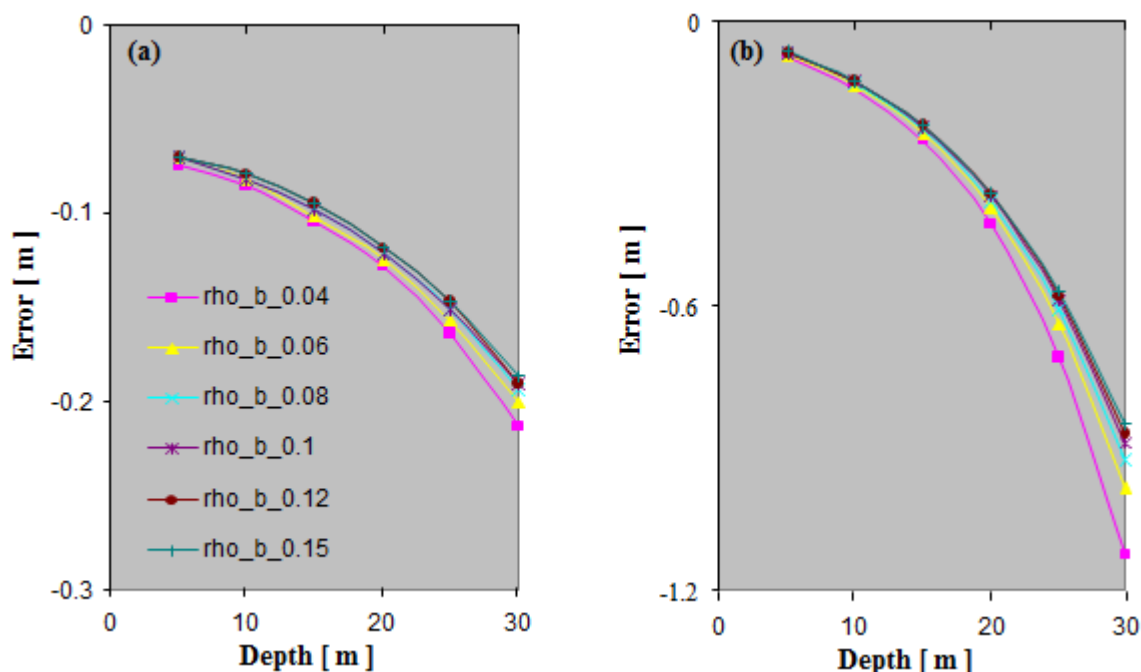 (a)
0
-0.1
-0.2
-0.3
Error [ m ]
rho_b_0.04
rho_b_0.06
rho_b_0.08
rho_b_0.1
rho_b_0.12
rho_b_0.15
0 10 20 30
Depth [ m ]
(b)
0
-0.6
-1.2
Error [ m ]
0 10 20 30
Depth [ m ]